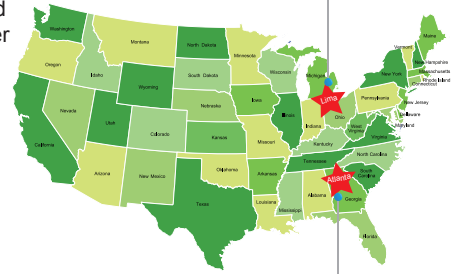 d
er
Washington
Montana
North Dakota
Minnesota
Maine
Vermont
Oregon
Idaho
South Dakota
Wisconsin
Michigan
New York
New Hampshire
Massachusetts
Rhode Island
Connecticut
Wyoming
Nebraska
Iowa
Lima
Pennsylvania
New Jersey
Nevada
Utah
Colorado
Kansas
Missouri
Illinois
Indiana
Ohio
West
Virginia
Delaware
Maryland
Virginia
California
Kentucky
North Carolina
Arizona
New Mexico
Oklahoma
Arkansas
Tennessee
South
Carolina
Atlanta
Texas
Louisiana
Mississippi
Alabama
Georgia
Florida